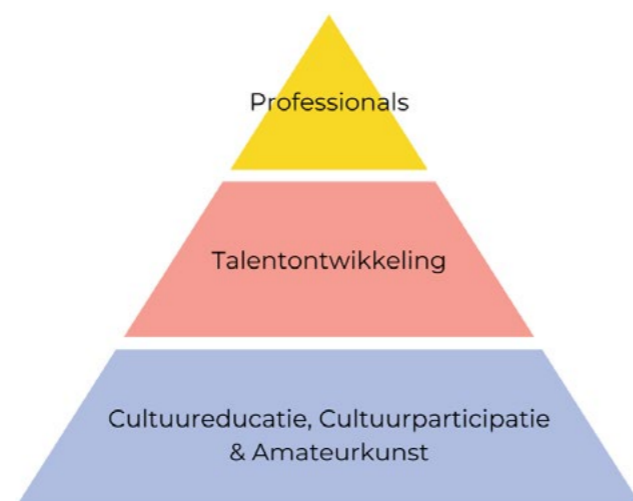 Professionals
Talentontwikkeling
Cultuureducatie, Cultuurparticipatie
& Amateurkunst